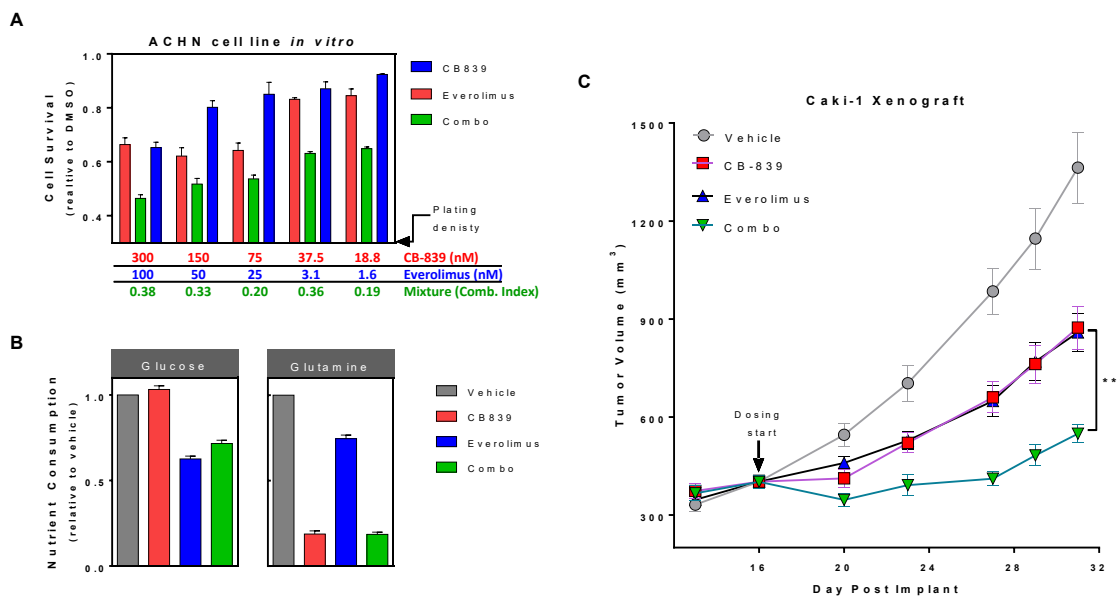 A
ACHN cell line in vitro
Cell Survival
(realtive to DMSO)
1.0
0.8
0.6
0.4
CB839
Everolimus
Combo
Plating
denisty
300 150 75 37.5 18.8 CB-839 (nM)
100 50 25 3.1 1.6 Everolimus (nM)
0.38 0.33 0.20 0.36 0.19 Mixture (Comb. Index)
B
Nutrient Consumption
(relative to vehicle)
Glucose
Glutamine
1.0
0.5
0.0
Vehicle
CB839
Everolimus
Combo
C
Caki-1 Xenograft
Tumor Volume (mm3)
1500
1200
900
600
300
Vehicle
CB-839
Everolimus
Combo
Dosing
start
**
16 20 24 28 32
Day Post Implant